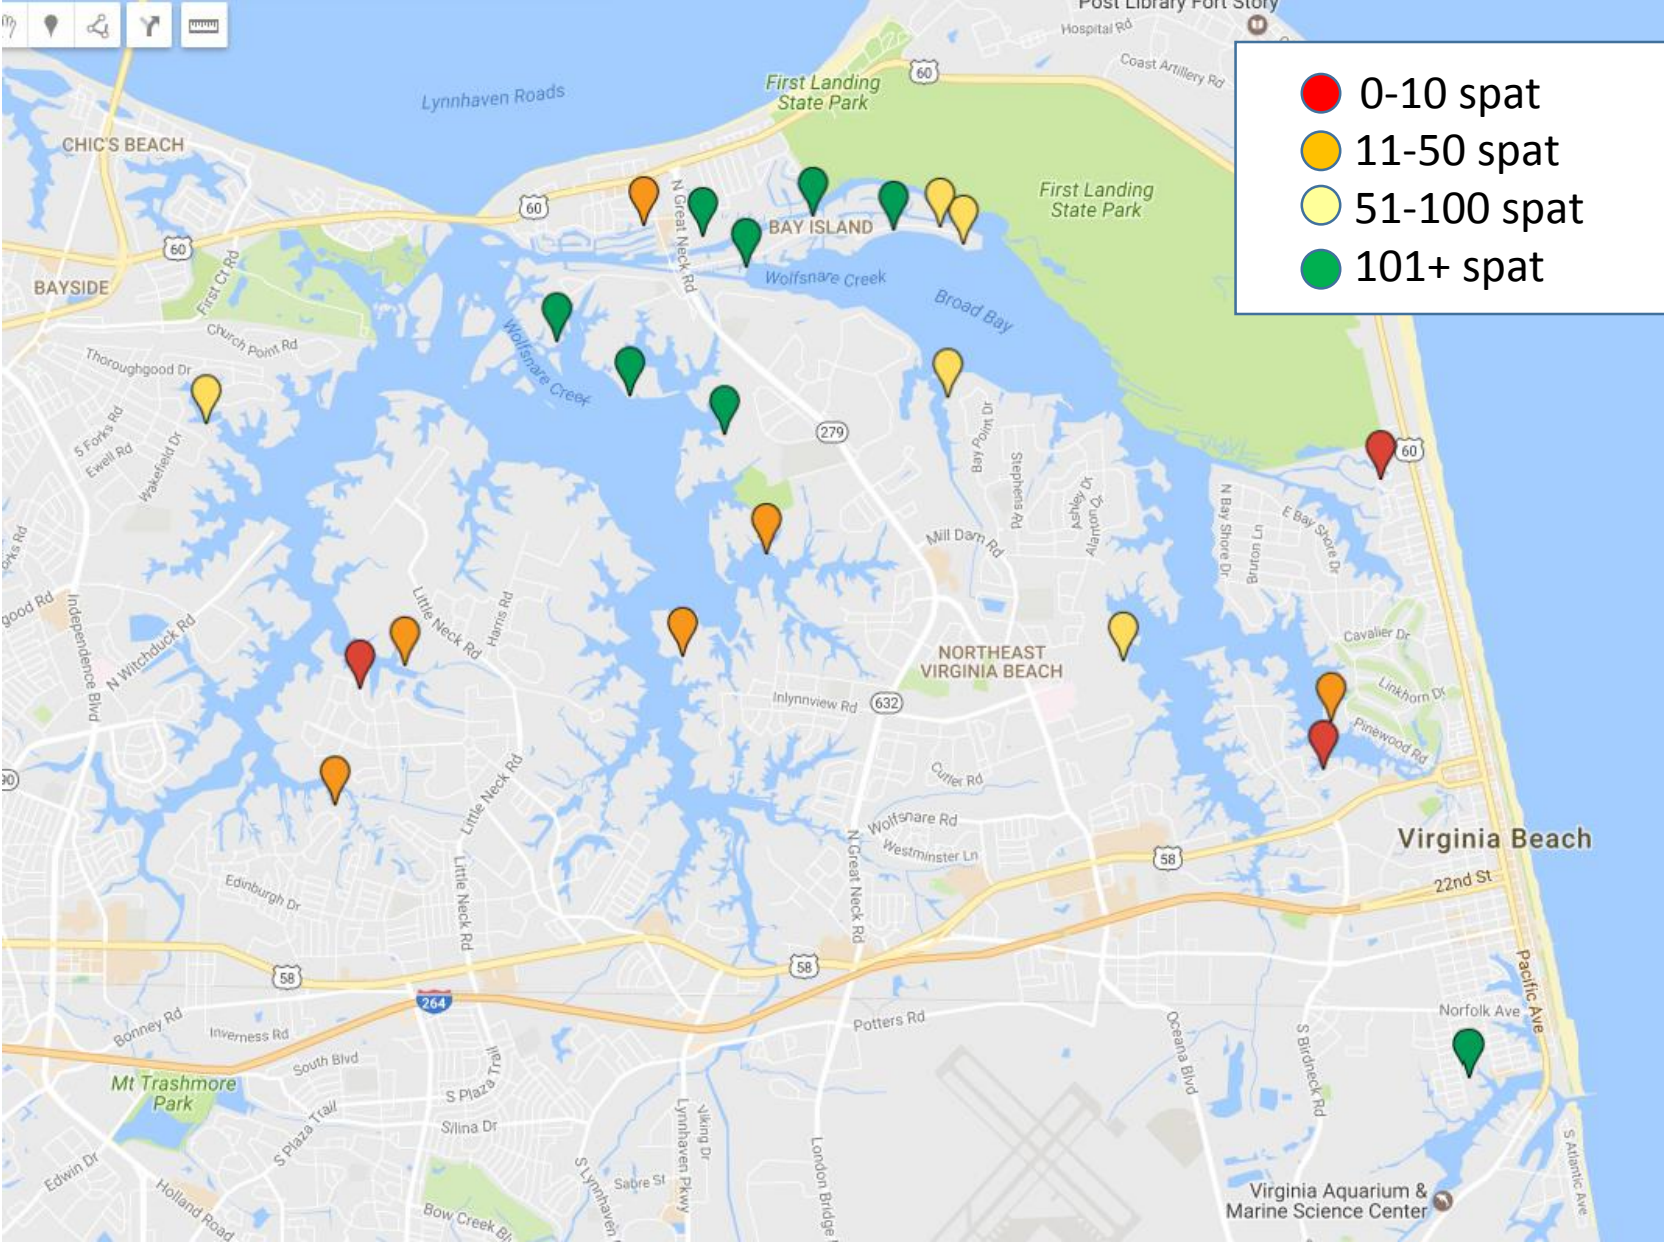 Post Library Fort Story
Hospital Rd
Coast Artillery Rd
60
First Landing
State Park
Lynnhaven Roads
0-10 spat
11-50 spat
51-100 spat
101+ spat
CHIC'S BEACH
First Landing
State Park
60
N Great Neck Rd
BAY ISLAND
60
First Ct Rd
BAYSIDE
Wolfsnare Creek
Broad Bay
Church Point Rd
Wolfsnare Creek
Thoroughgood Dr
5 Forks Rd
Ewell Rd
Wakefield Dr
279
Bay Point Dr
Stephens Rd
Ashley Dr
Alanton Dr
60
N Bay Shore Dr
Bruton Ln
E Bay Shore Dr
Mill Dam Rd
orks Rd
good Rd
Independence Blvd
N Witchduck Rd
Little Neck Rd
Harris Rd
NORTHEAST
VIRGINIA BEACH
Cavalier Dr
Linkhorn Dr
Pinewood Rd
Inlynnview Rd
632
90
Little Neck Rd
Cutler Rd
Wolfsnare Rd
Westminster Ln
N Great Neck Rd
58
Virginia Beach
22nd St
Edinburgh Dr
Little Neck Rd
58
58
264
Pacific Ave
Norfolk Ave
Bonney Rd
Inverness Rd
South Blvd
Potters Rd
Oceana Blvd
S Birdneck Rd
Mt Trashmore
Park
S Plaza Trail
S Plaza Trail
Silina Dr
Edwin Dr
Holland Road
Bow Creek Bl
S Lynnhaven
Sabre St
Lynnhaven Pkwy
Viking Dr
London Bridge
S Atlantic Ave
Virginia Aquarium &
Marine Science Center